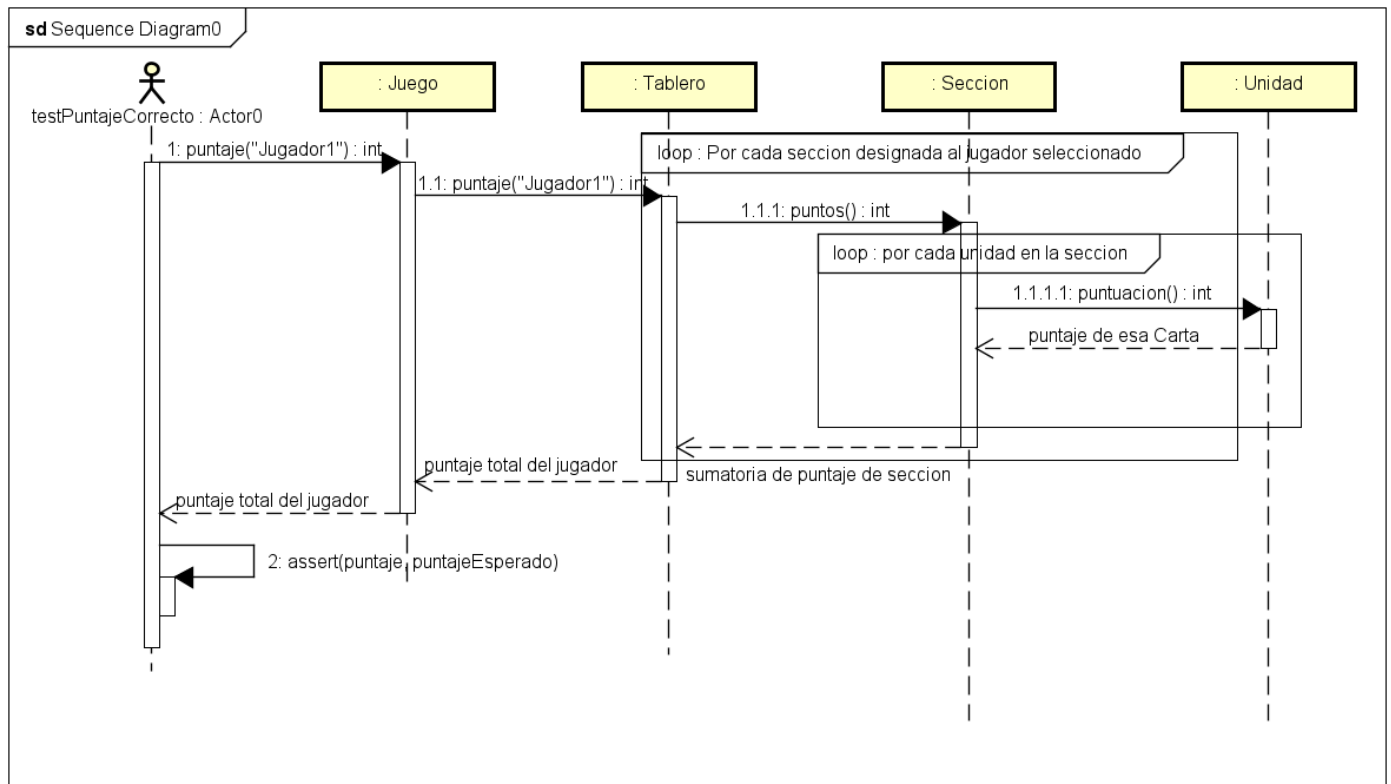 sd Sequence Diagram0
: Juego
: Tablero
: Seccion
: Unidad
testPuntajeCorrecto : Actor0
1: puntaje("Jugador1") : int
loop : Por cada seccion designada al jugador seleccionado
1.1: puntaje("Jugador1") : int
1.1.1: puntos() : int
loop : por cada unidad en la seccion
1.1.1.1: puntuacion() : int
puntaje de esa Carta
puntaje total del jugador
sumatoria de puntaje de seccion
puntaje total del jugador
2: assert(puntaje, puntajeEsperado)